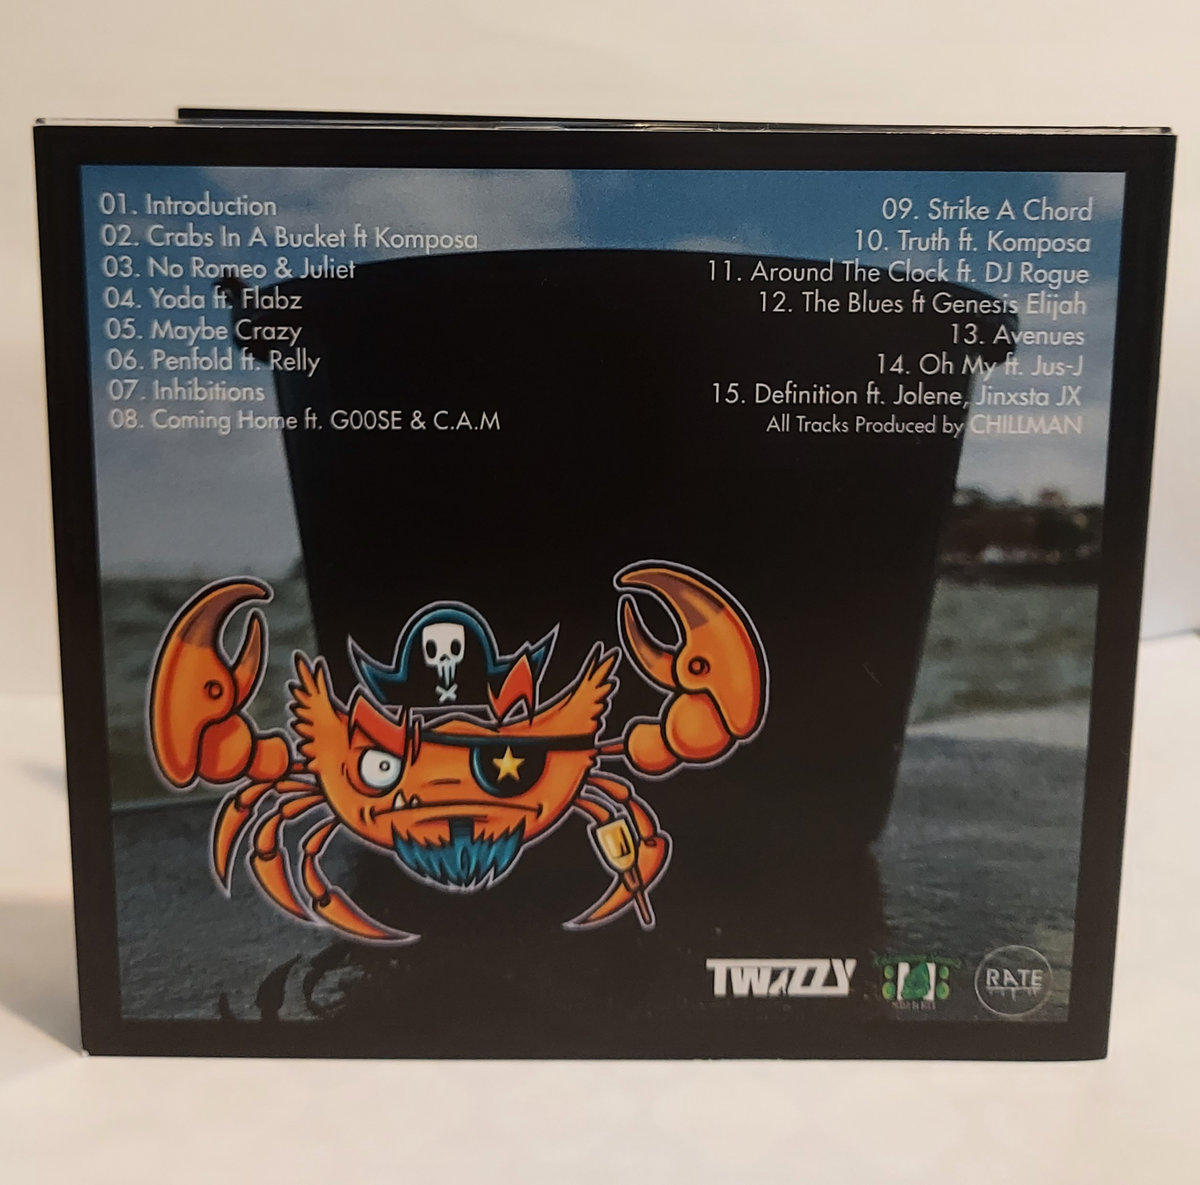 01. Introduction
02. Crabs In A Bucket ft Komposa
03. No Romeo & Juliet
04. Yoda ft. Flabz
05. Maybe Crazy
06. Penfold ft. Relly
07. Inhibitions
08. Coming Home ft. G00SE & C.A.M
09. Strike A Chord
10. Truth ft. Komposa
11. Around The Clock ft. DJ Rogue
12. The Blues ft Genesis Elijah
13. Avenues
14. Oh My ft. Jus-J
15. Definition ft. Jolene, Jinxsta JX
All Tracks Produced by CHILLMAN
TWIZZY
RATE